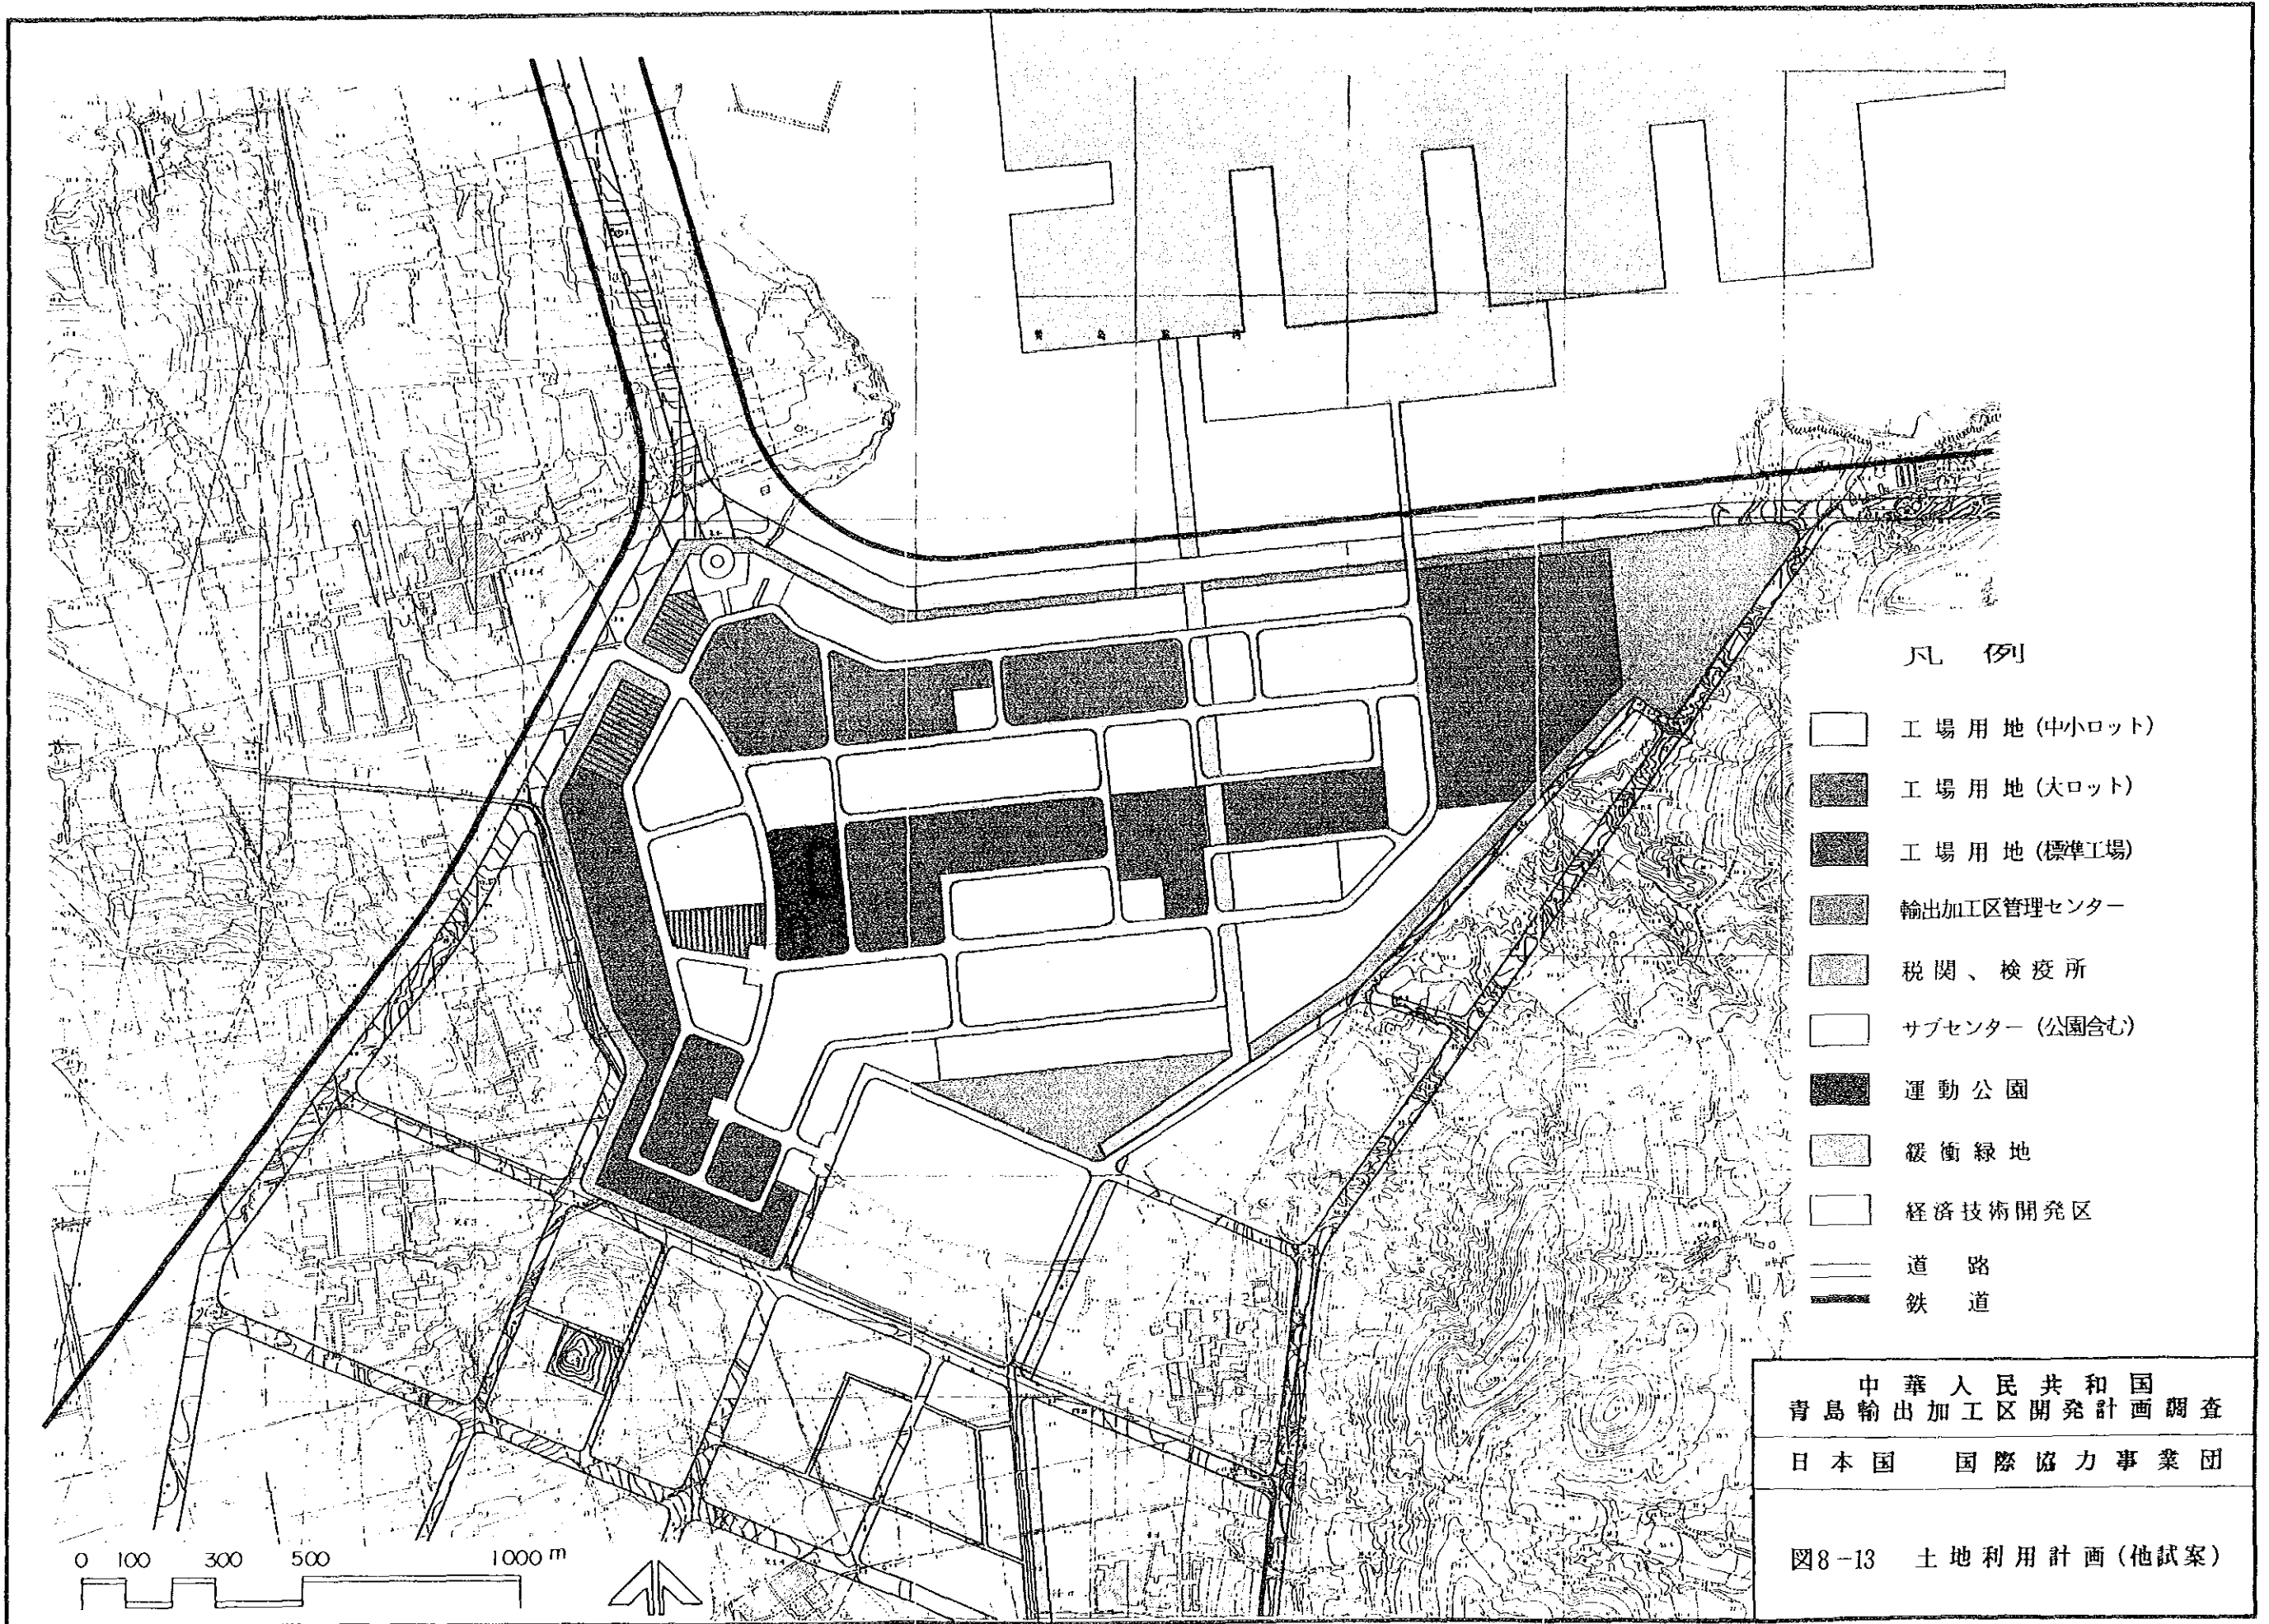 凡例
工場用地(中小ロット)
工場用地(大ロット)
工場用地(標準工場)
輸出加工区管理センター
税関、検疫所
サブセンター(公園含む)
運動公園
緩衝緑地
経済技術開発区
道路
鉄道
中華人民共和国
青島輸出加工区開発計画調査
日本国 国際協力事業団
図8-13 土地利用計画(他試案)
0 100 300 500 1000 m